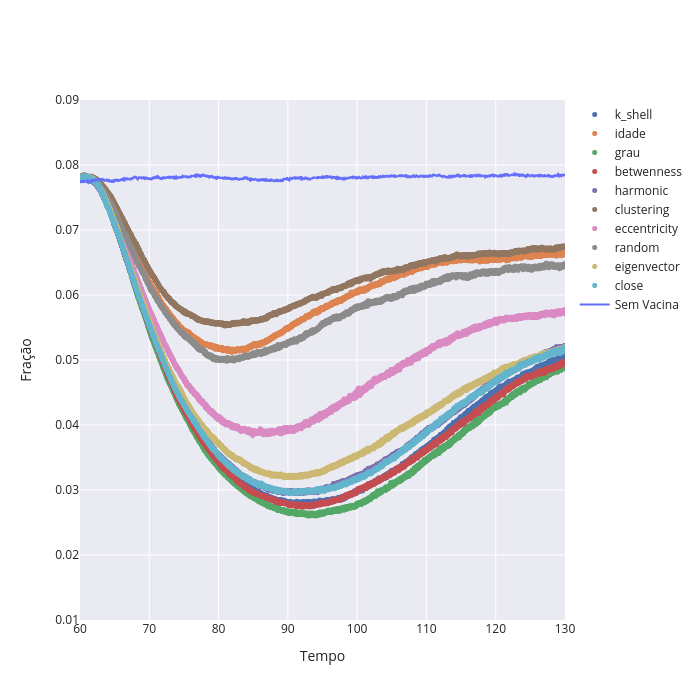 0.09
0.08
0.07
0.06
0.05
0.04
0.03
0.02
0.01
Fração
60 70 80 90 100 110 120 130
Tempo
k_shell
idade
grau
betwenness
harmonic
clustering
eccentricity
random
eigenvector
close
Sem Vacina